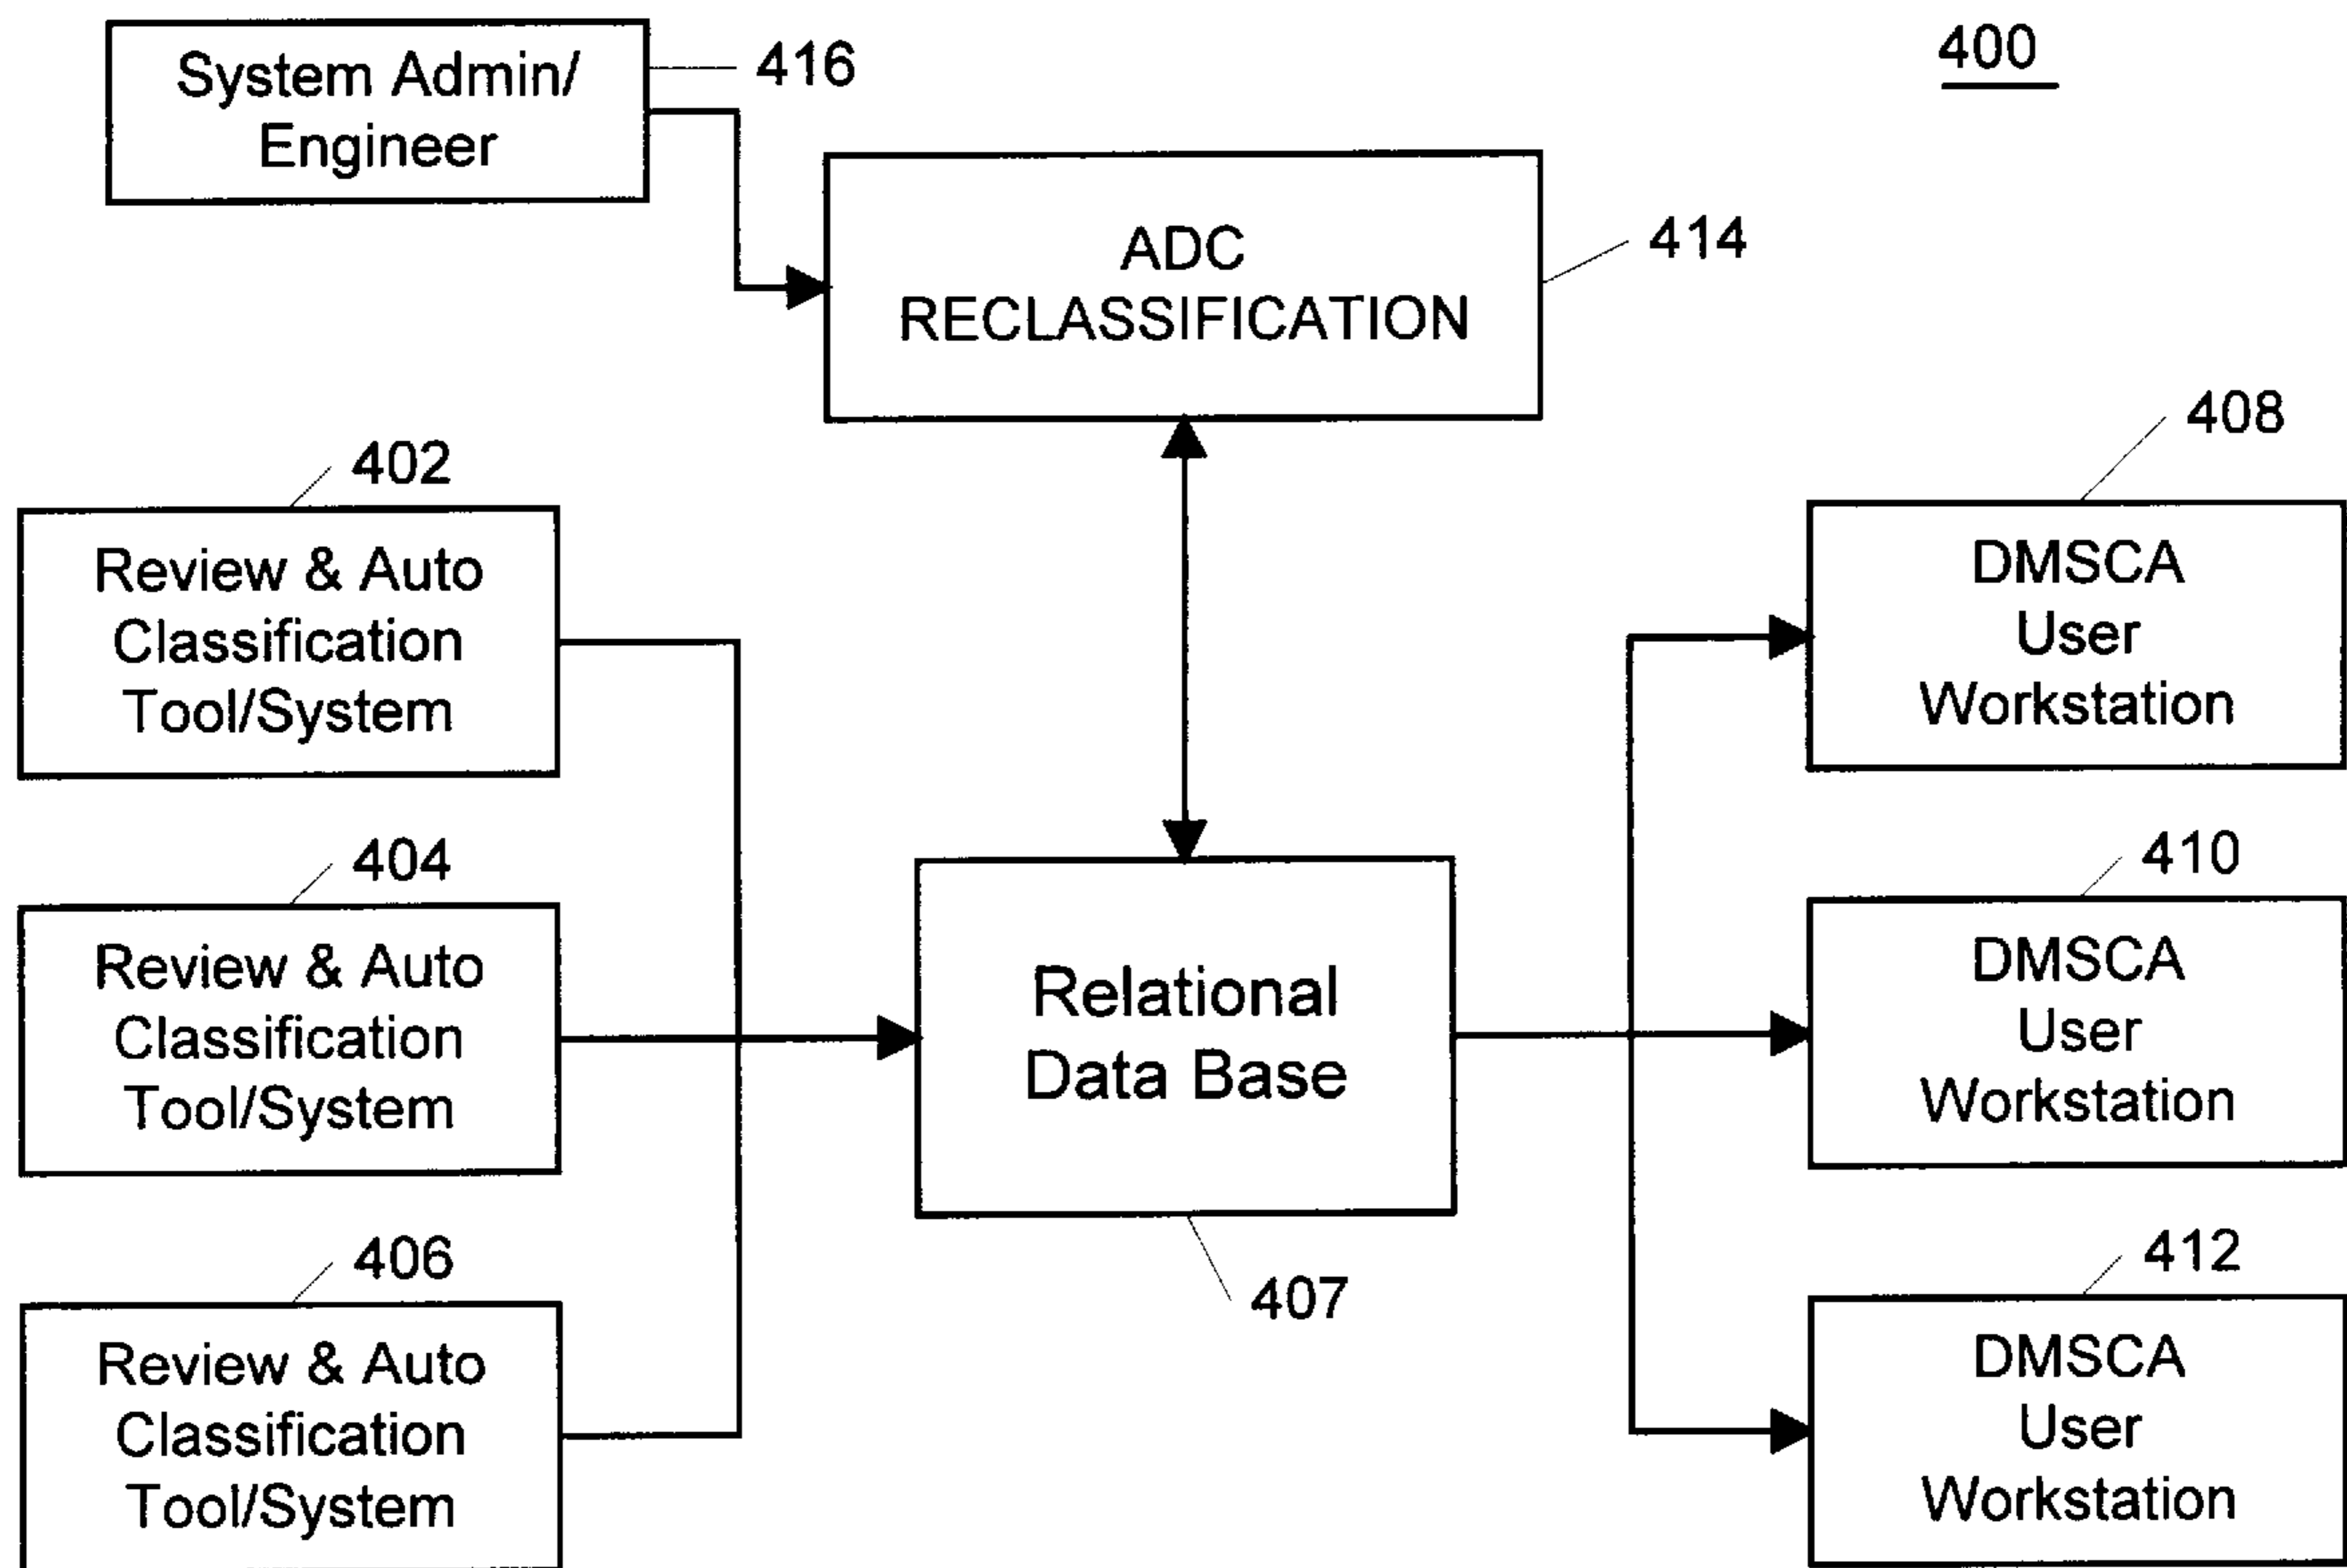 400
System Admin/
Engineer
416
ADC
RECLASSIFICATION
414
402
Review & Auto
Classification
Tool/System
404
Review & Auto
Classification
Tool/System
406
Review & Auto
Classification
Tool/System
Relational
Data Base
407
408
DMSCA
User
Workstation
410
DMSCA
User
Workstation
412
DMSCA
User
Workstation